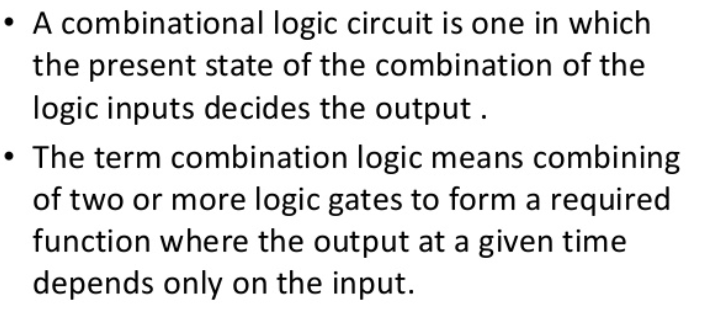 • A combinational logic circuit is one in which
the present state of the combination of the
logic inputs decides the output .
• The term combination logic means combining
of two or more logic gates to form a required
function where the output at a given time
depends only on the input.